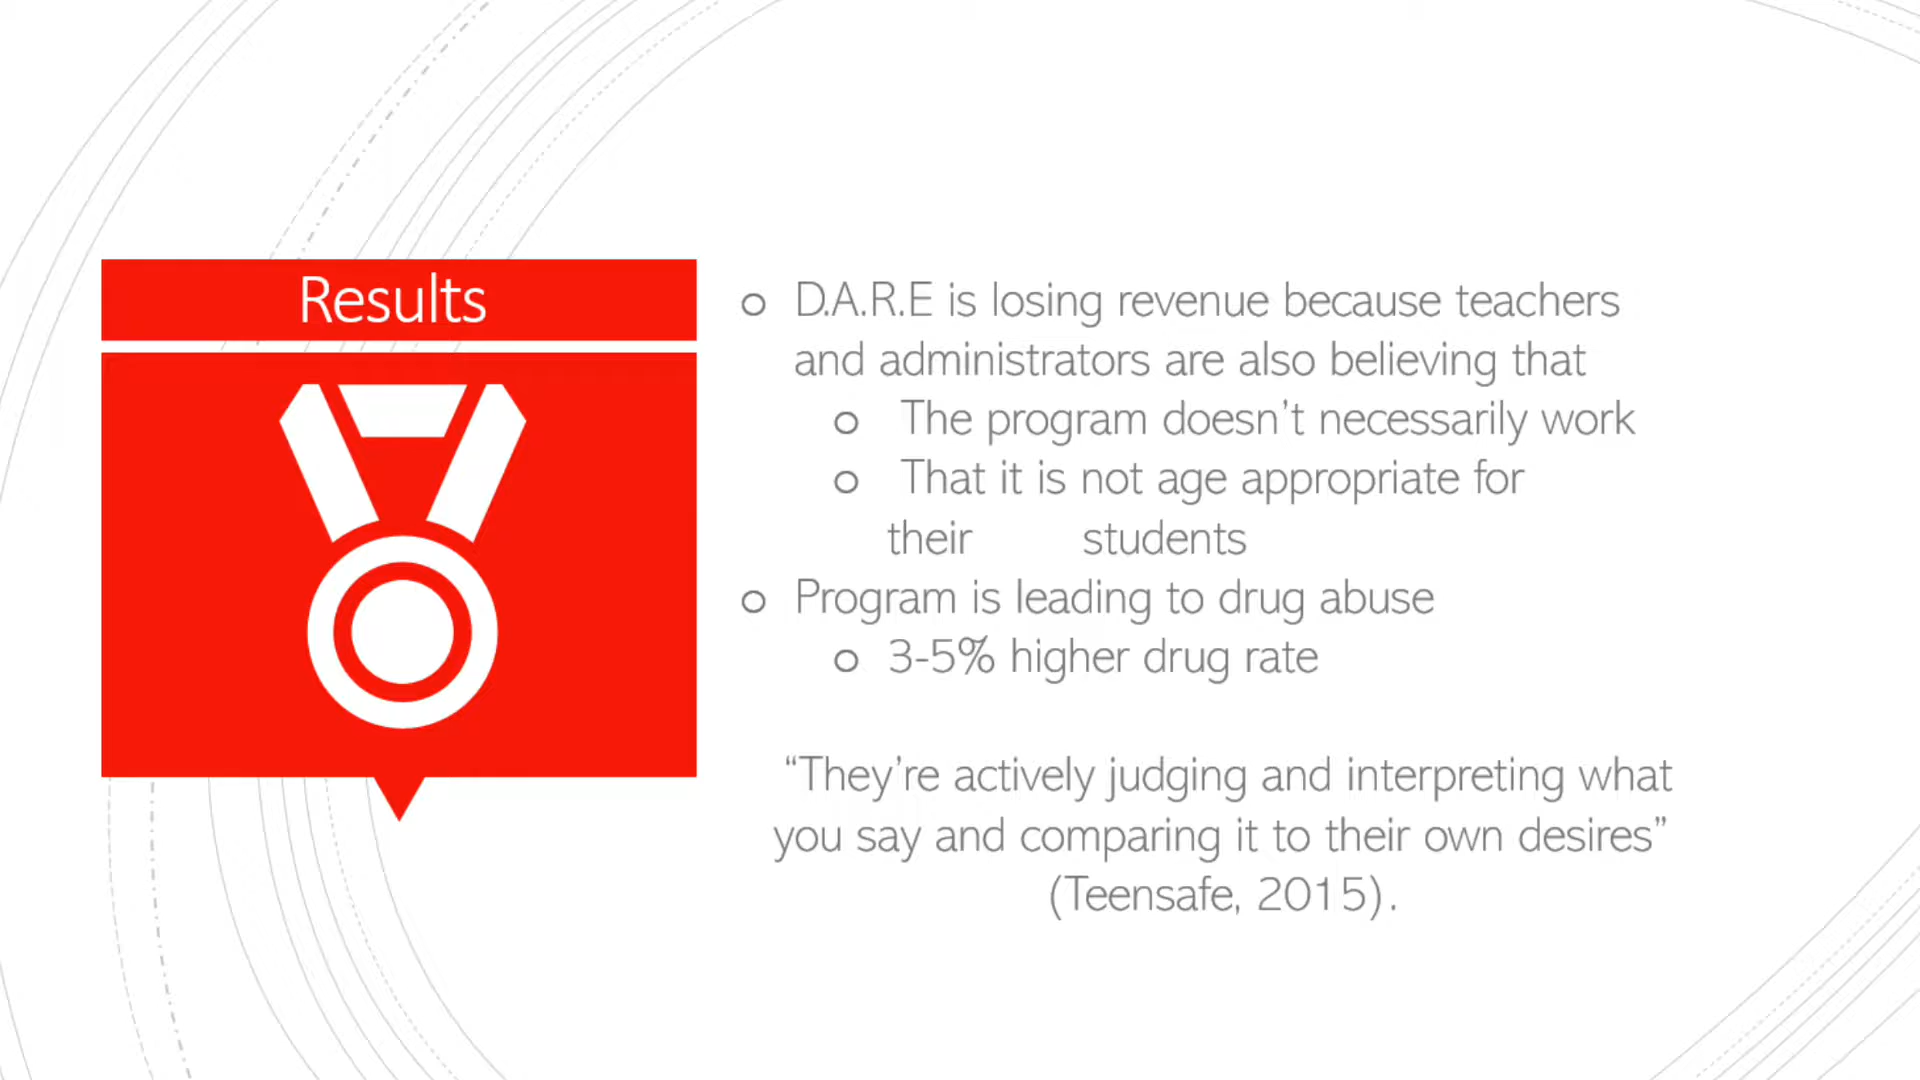 Results
o D.A.R.E is losing revenue because teachers
and administrators are also believing that
o The program doesn't necessarily work
o That it is not age appropriate for
their students
o Program is leading to drug abuse
o 3-5% higher drug rate
“They're actively judging and interpreting what
you say and comparing it to their own desires”
(Teensafe, 2015).